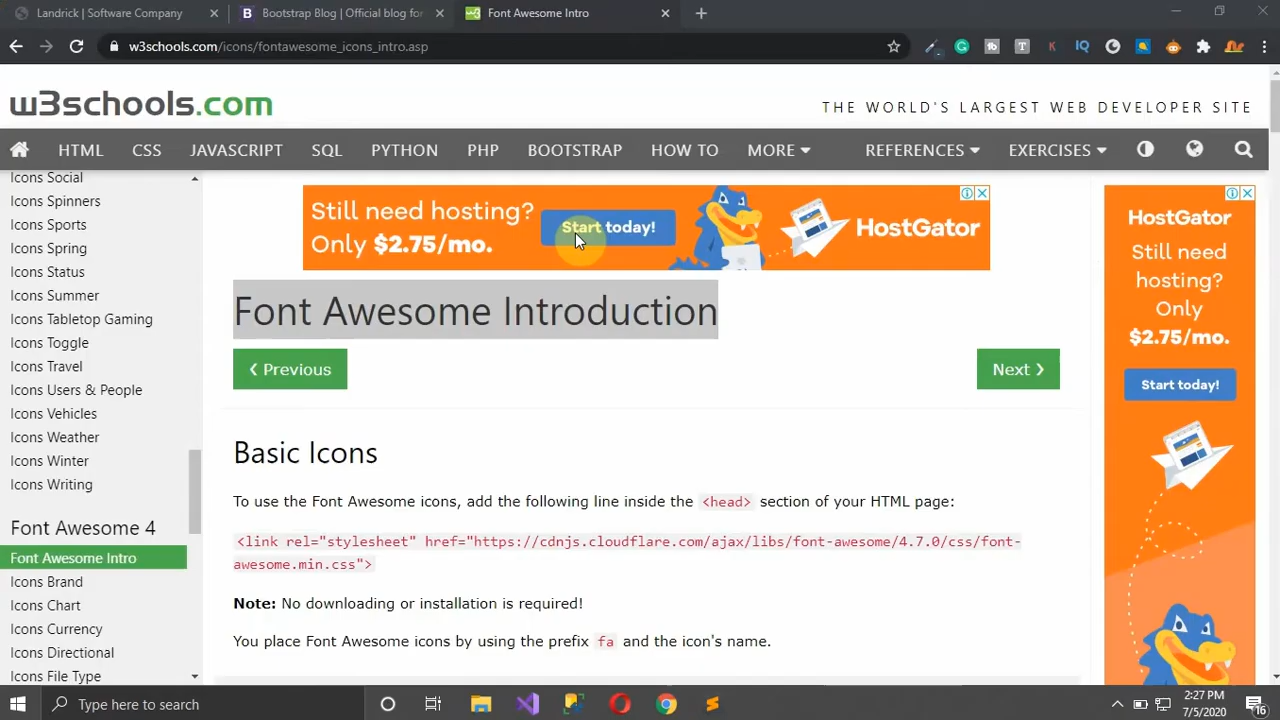 Landrick | Software Company
Bootstrap Blog | Official blog for
Font Awesome Intro
w3schools.com/icons/fontawesome_icons_intro.asp
w3schools.com
THE WORLD'S LARGEST WEB DEVELOPER SITE
HTML CSS JAVASCRIPT SQL PYTHON PHP BOOTSTRAP HOW TO MORE REFERENCES EXERCISES
Icons Social
Icons Spinners
Icons Sports
Icons Spring
Icons Status
Icons Summer
Icons Tabletop Gaming
Icons Toggle
Icons Travel
Icons Users & People
Icons Vehicles
Icons Weather
Icons Winter
Icons Writing
Font Awesome 4
Font Awesome Intro
Icons Brand
Icons Chart
Icons Currency
Icons Directional
Icons File Type
Still need hosting?
Only $2.75/mo.
Start today!
HostGator
Font Awesome Introduction
❮ Previous
Next ❯
Basic Icons
To use the Font Awesome icons, add the following line inside the <head> section of your HTML page:
<link rel="stylesheet" href="https://cdnjs.cloudflare.com/ajax/libs/font-awesome/4.7.0/css/font-
awesome.min.css">
Note: No downloading or installation is required!
You place Font Awesome icons by using the prefix fa and the icon's name.
HostGator
Still need
hosting?
Only
$2.75/mo.
Start today!
Type here to search
2:27 PM
7/5/2020
16